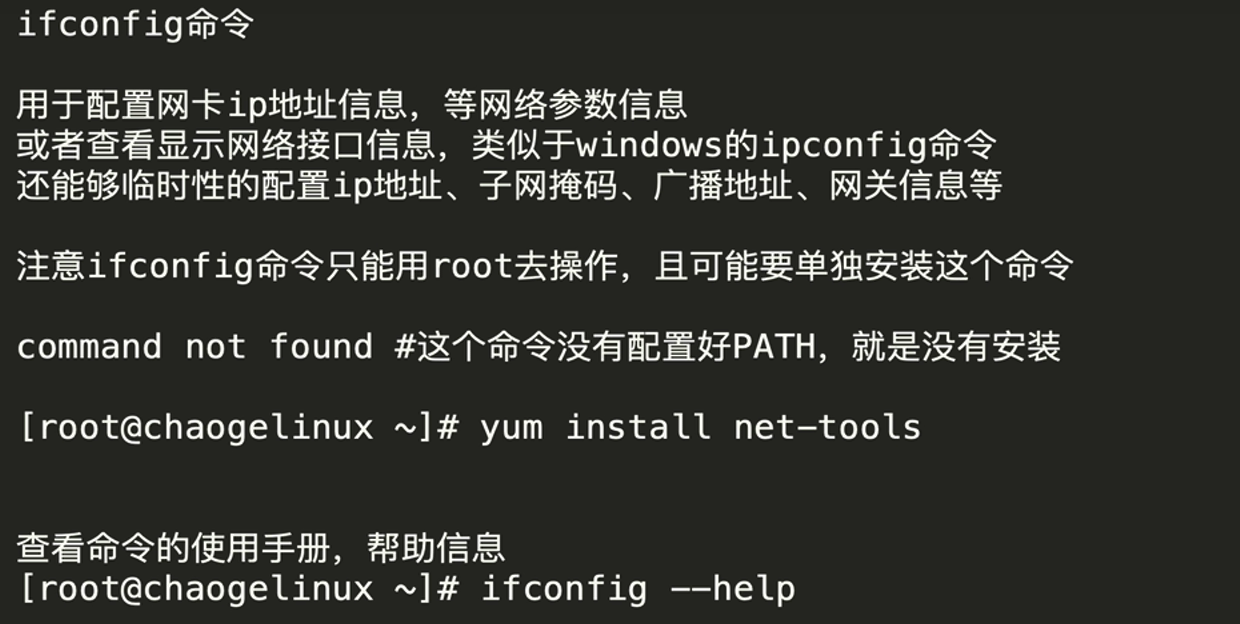 ifconfig命令
用于配置网卡ip地址信息，等网络参数信息
或者查看显示网络接口信息，类似于windows的ipconfig命令
还能够临时性的配置ip地址、子网掩码、广播地址、网关信息等
注意ifconfig命令只能用root去操作，且可能要单独安装这个命令
command not found #这个命令没有配置好PATH，就是没有安装
[root@chaogelinux ~]# yum install net-tools
查看命令的使用手册，帮助信息
[root@chaogelinux ~]# ifconfig --help